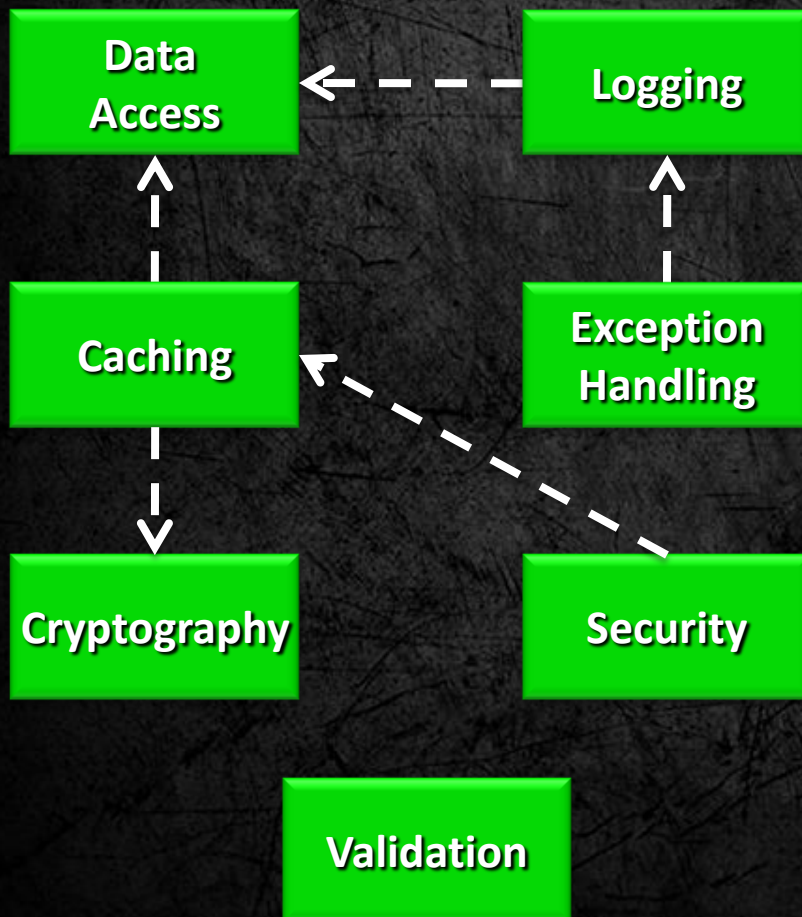 Data
Access
Logging
Caching
Exception
Handling
Cryptography
Security
Validation